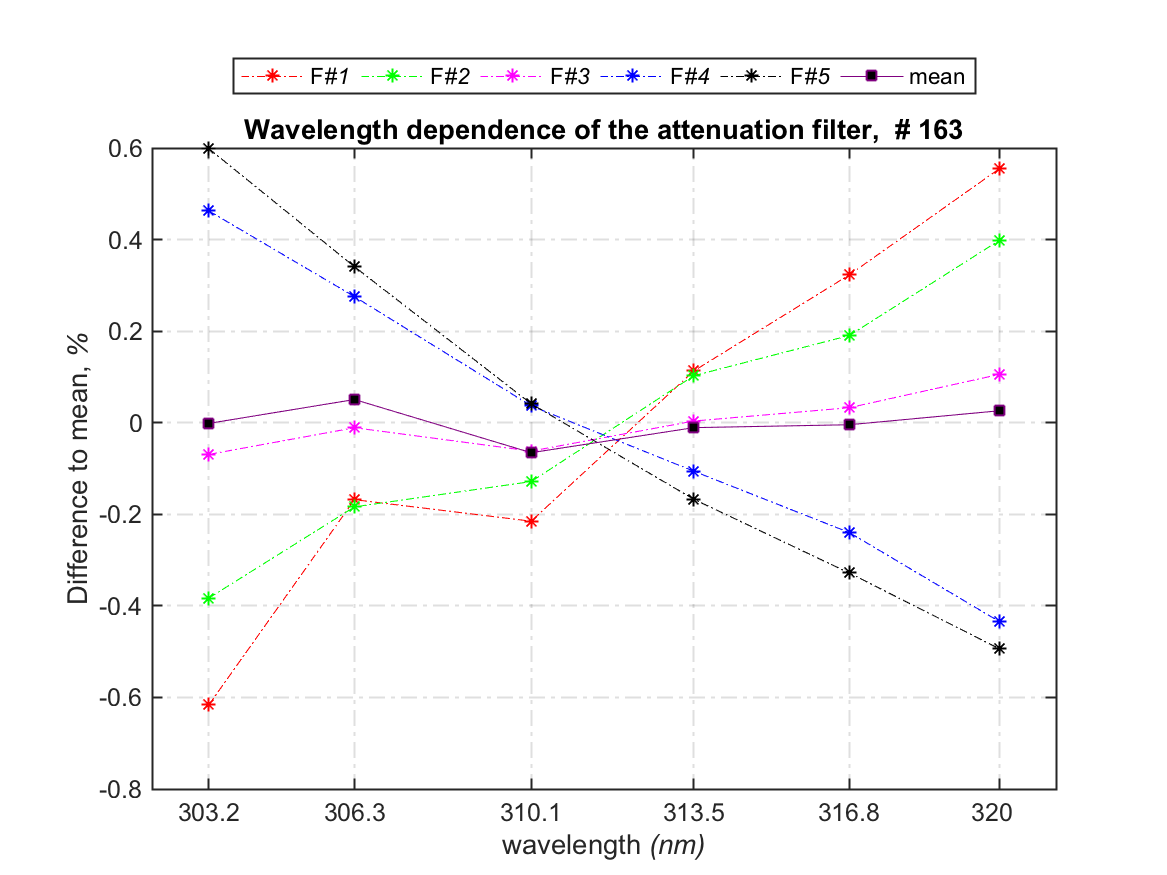 F#1 F#2 F#3 F#4 F#5 mean
Wavelength dependence of the attenuation filter, # 163
0.6
0.4
0.2
0
-0.2
-0.4
-0.6
-0.8
Difference to mean, %
303.2 306.3 310.1 313.5 316.8 320
wavelength (nm)